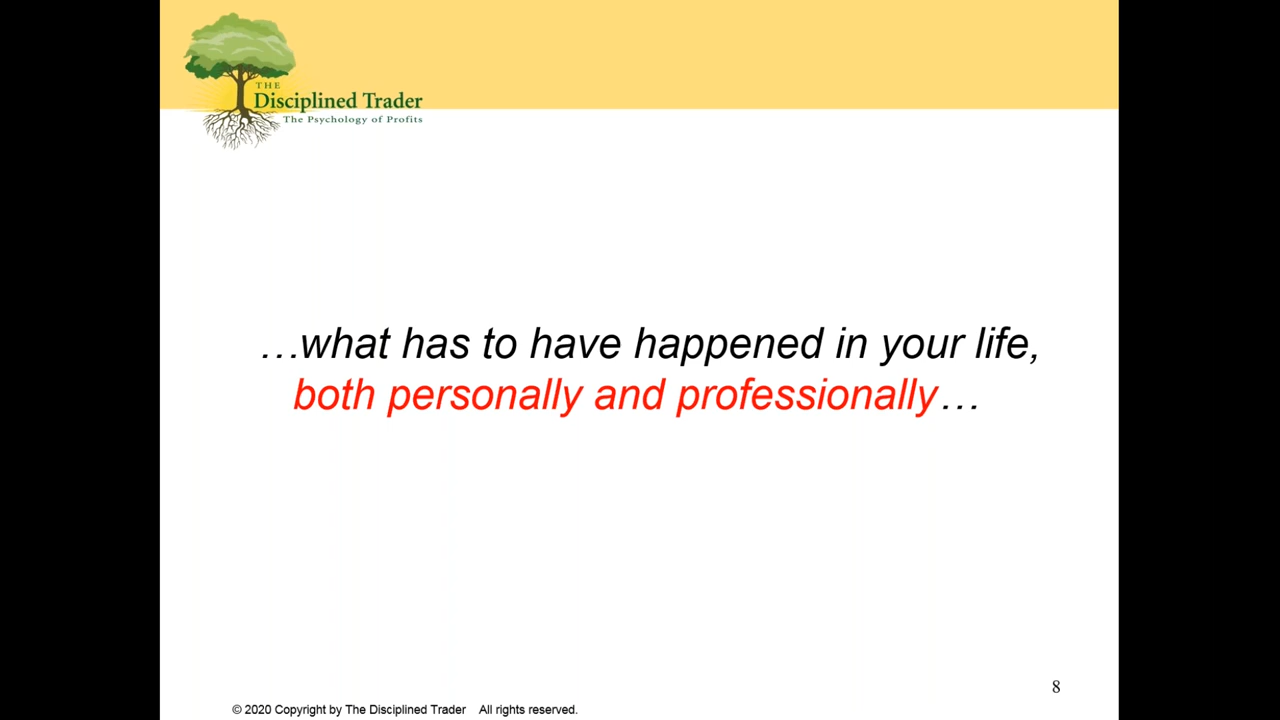 THE
Disciplined Trader
The Psychology of Profits
…what has to have happened in your life,
both personally and professionally…
8
© 2020 Copyright by The Disciplined Trader All rights reserved.